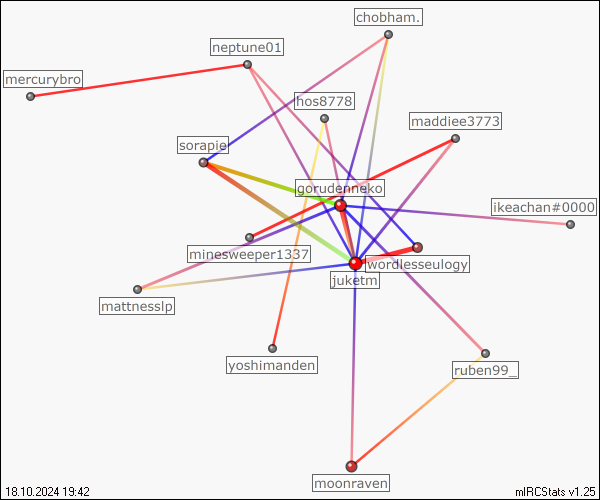 chobham.
neptune01
mercurybro
hos8778
maddiee3773
sorapie
gorudenneko
ikeachan#0000
minesweeper1337
wordlesseulogy
juketm
mattnesslp
yoshimanden
ruben99_
moonraven
18.10.2024 19:42
mIRCStats v1.25